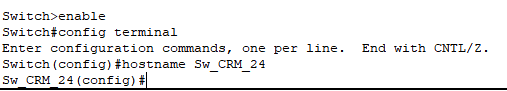 Switch>enable
Switch#config terminal
Enter configuration commands, one per line.  End with CNTL/Z.
Switch(config)#hostname Sw_CRM_24
Sw_CRM_24(config)#